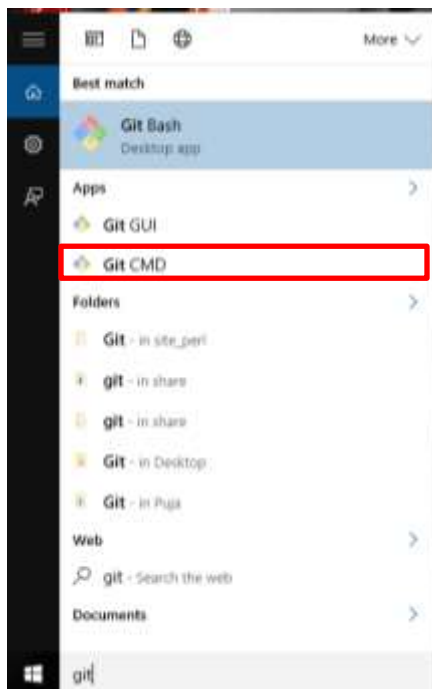 More
Best match
Git Bash
Desktop app
Apps
Git GUI
Git CMD
Folders
Git - in site_perl
git - in share
git - in share
Git - in Desktop
Git - in Puja
Web
git - Search the web
Documents
git